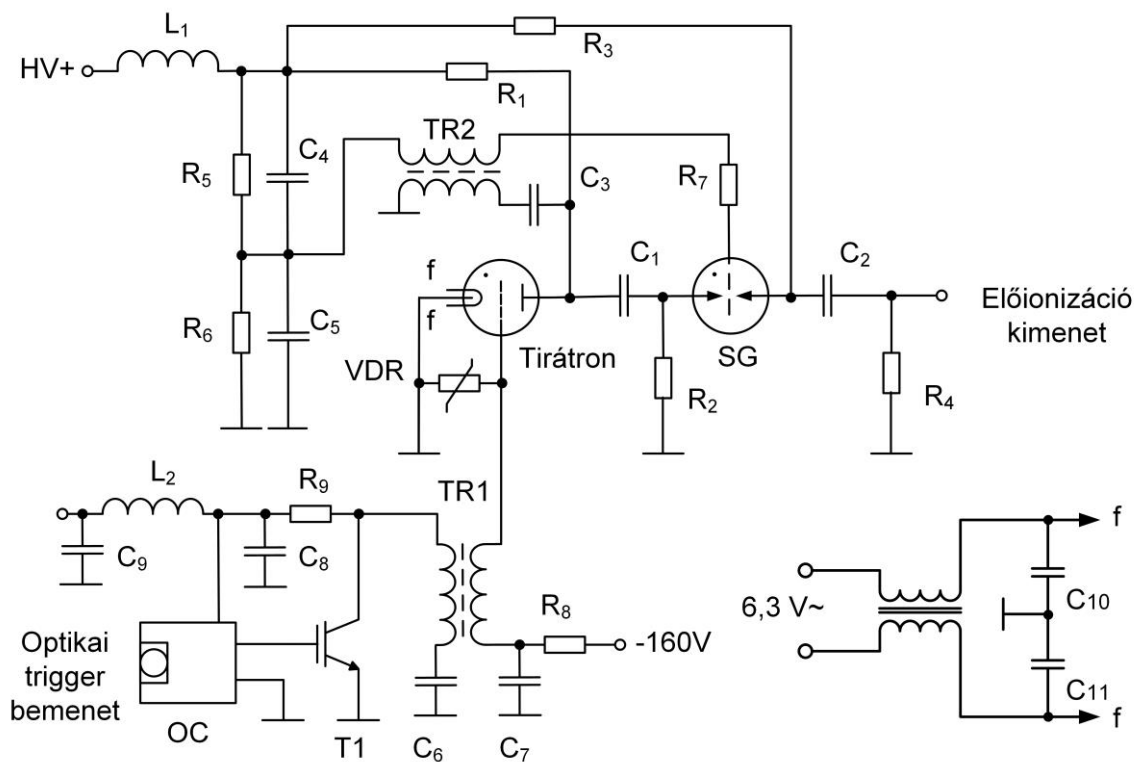 L1
HV+
R3
R1
TR2
R5
C4
C3
R7
R6
C5
f
f
C1
C2
Tirátron
SG
Előionizáció
kimenet
VDR
R2
R4
L2
R9
TR1
C9
C8
R8
-160V
Optikai
trigger
bemenet
OC
T1
C6
C7
6,3 V~
f
C10
C11
f